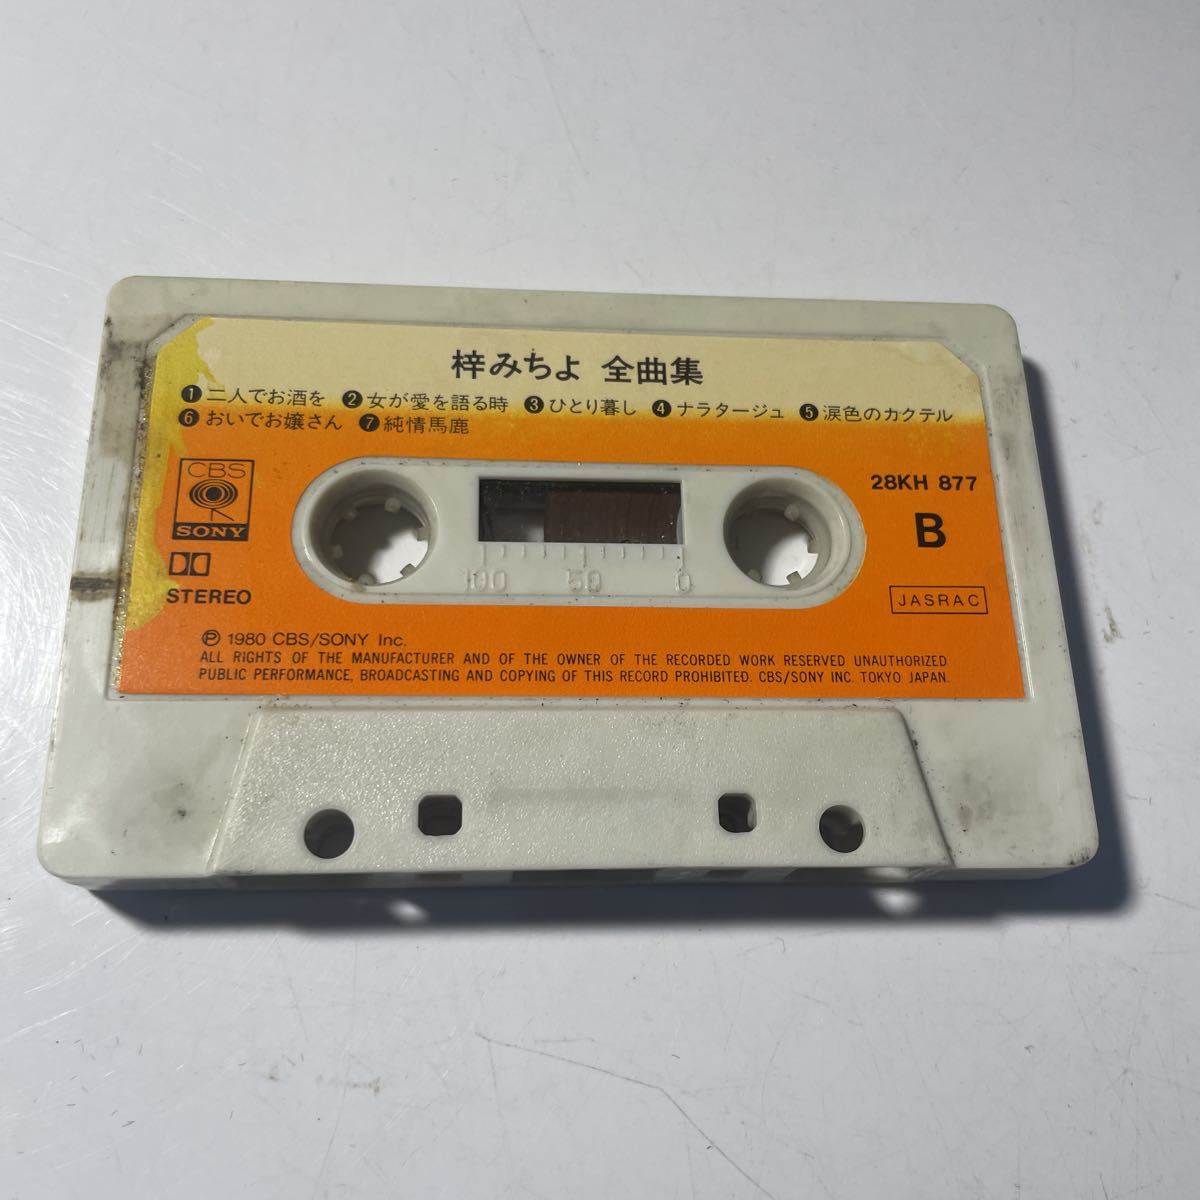 梓みちよ 全曲集
❶二人でお酒を ❷女が愛を語る時 ❸ひとり暮し ❹ナラタージュ ❺涙色のカクテル
❻おいでお嬢さん ❼純情馬鹿
CBS
SONY
STEREO
28KH 877
B
JASRAC
100 50 0
Ⓟ 1980 CBS/SONY Inc.
ALL RIGHTS OF THE MANUFACTURER AND OF THE OWNER OF THE RECORDED WORK RESERVED UNAUTHORIZED
PUBLIC PERFORMANCE, BROADCASTING AND COPYING OF THIS RECORD PROHIBITED. CBS/SONY INC. TOKYO JAPAN.